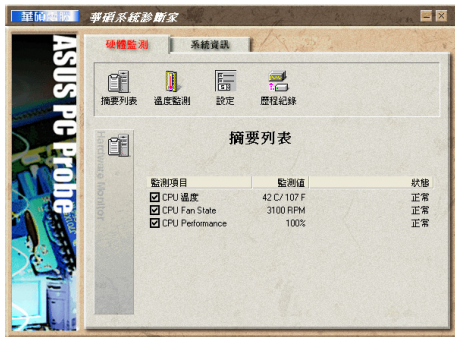 華碩電腦 華碩系統診斷家
硬體監測 系統資訊
摘要列表 溫度監測 設定 歷程紀錄
ASUS PC Probe
Hardware Monitor
摘要列表
監測項目 監測值 狀態
CPU 溫度 42 C/ 107 F 正常
CPU Fan State 3100 RPM 正常
CPU Performance 100% 正常